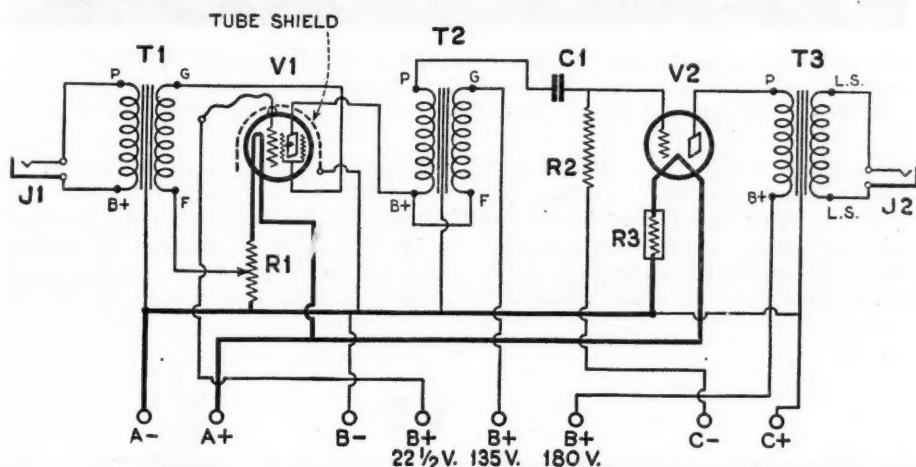 TUBE SHIELD
T1
V1
T2
C1
V2
T3
P
G
P
G
P
L.S.
J1
B+
F
R1
B+
F
R2
R3
B+
L.S.
J2
A-
A+
B-
B+
B+
B+
C-
C+
22 1/2 V.
135 V.
180 V.